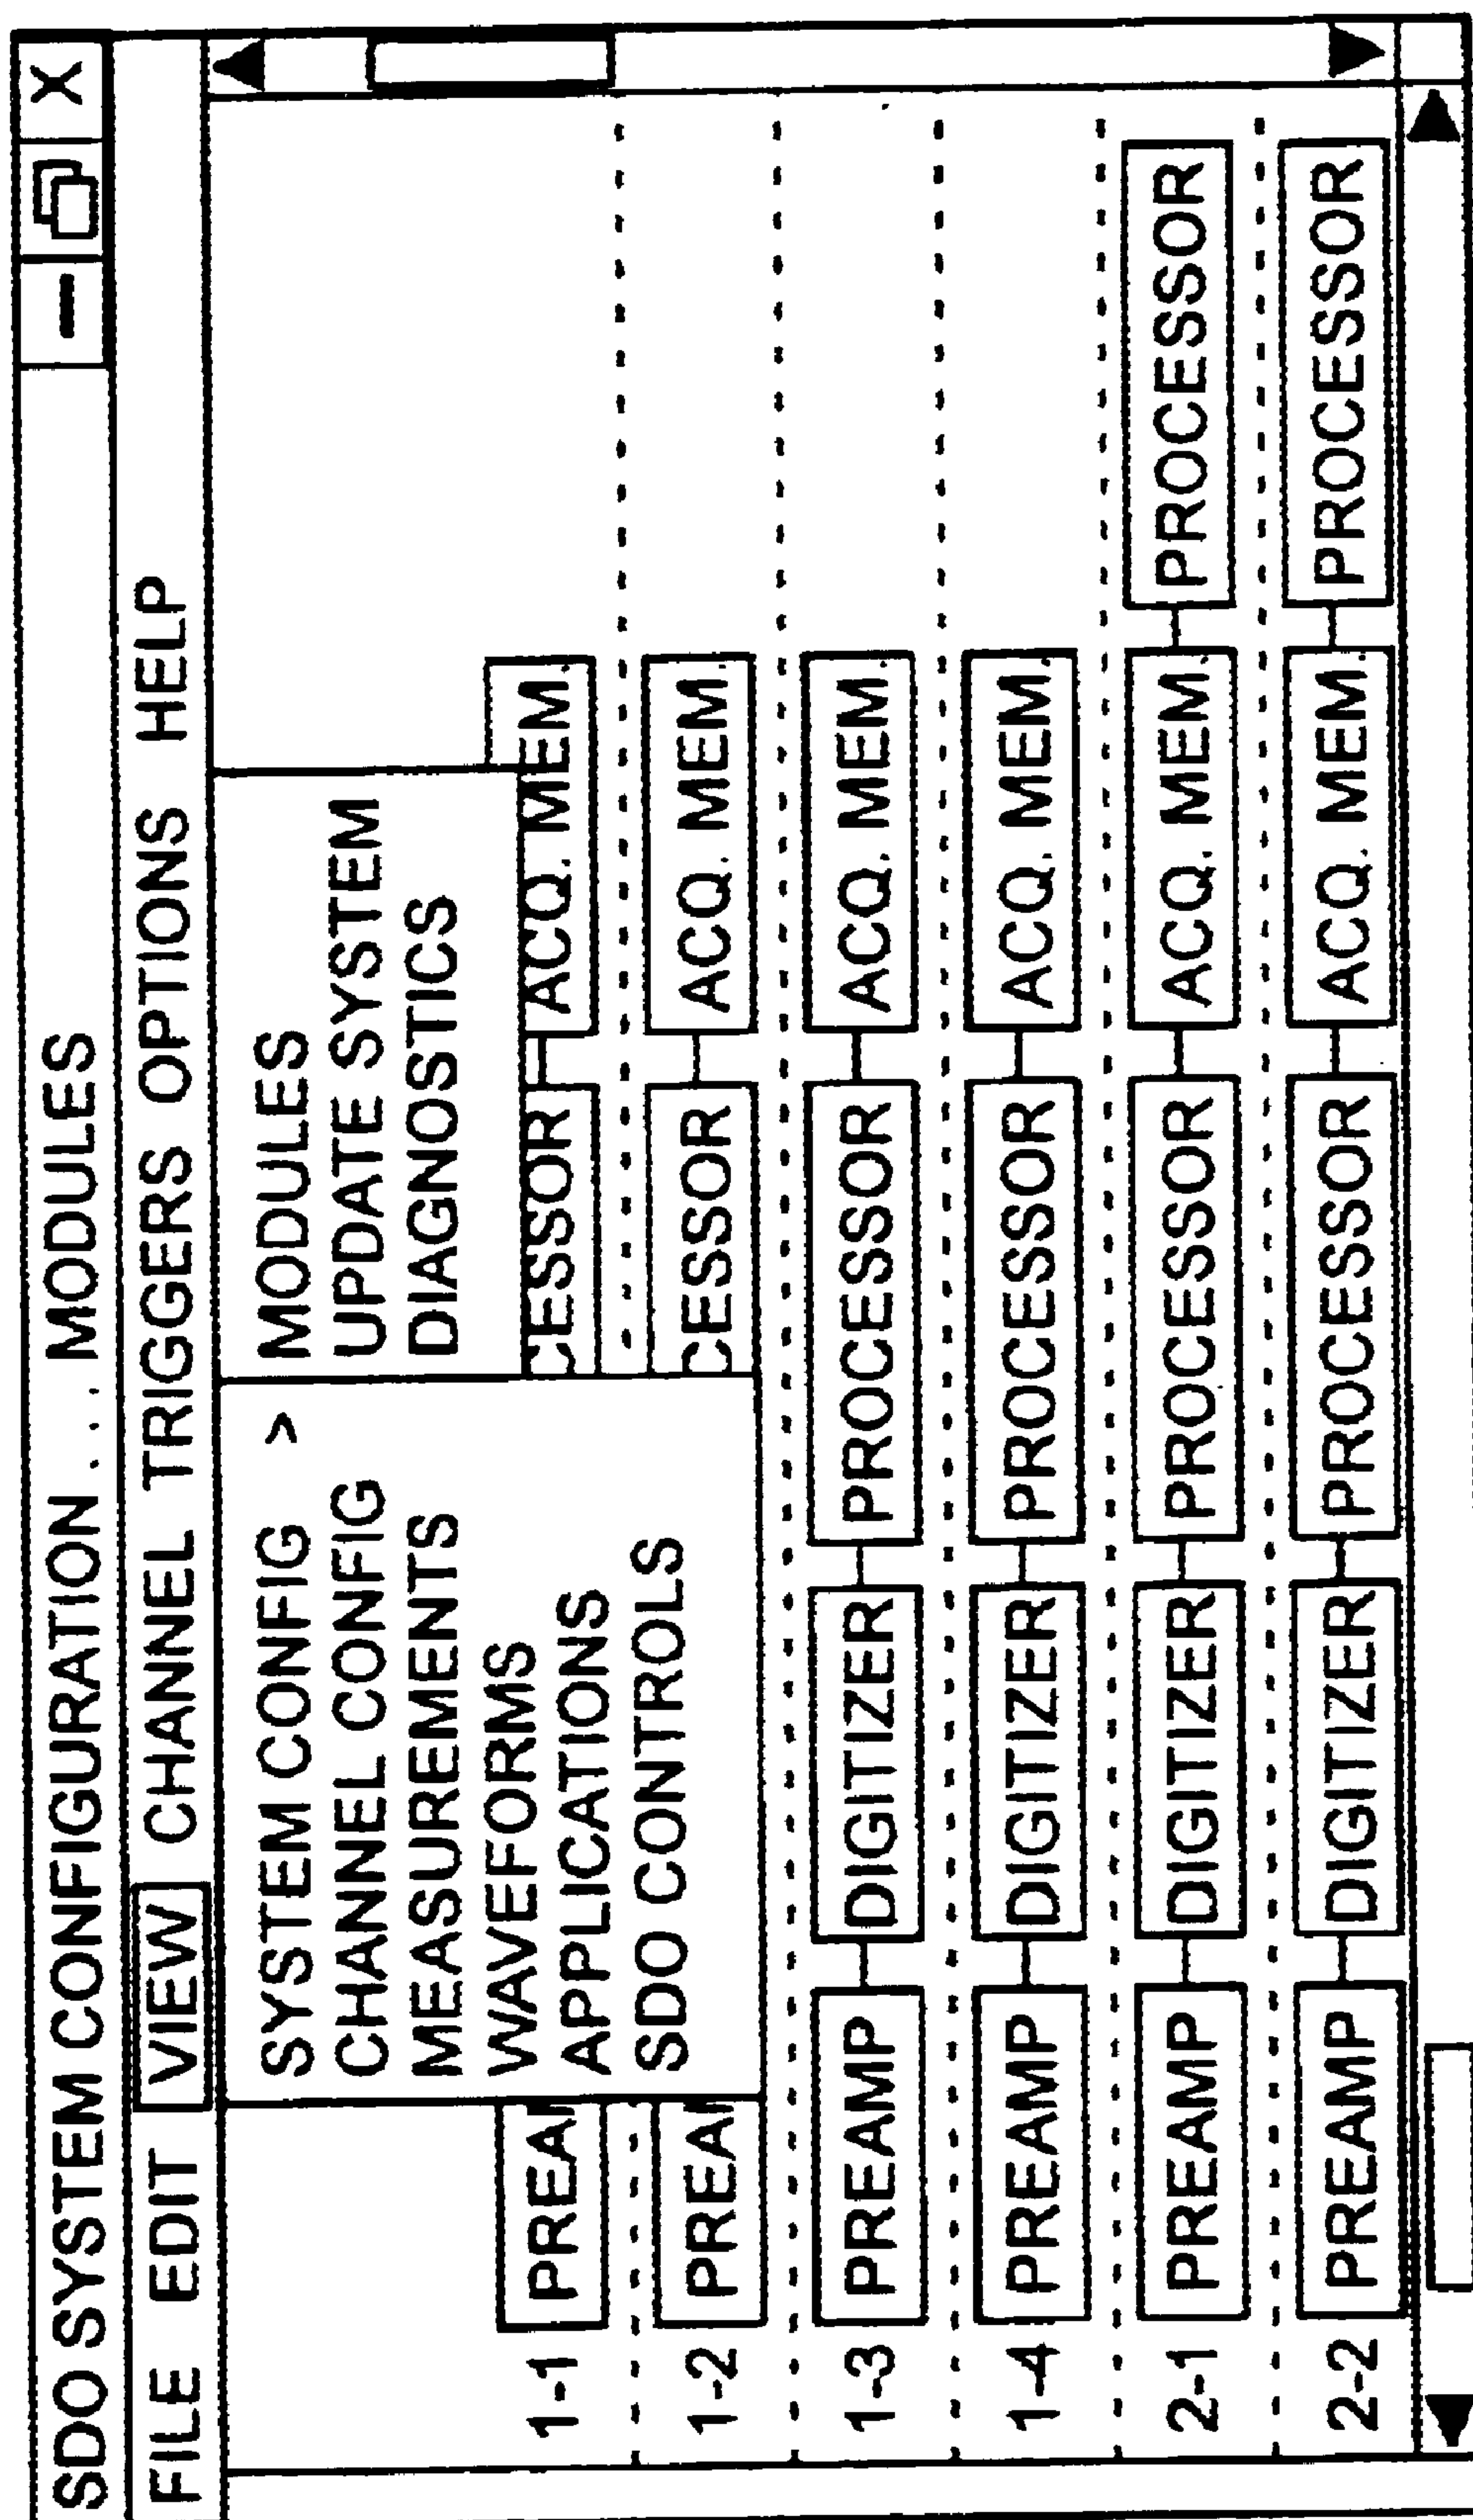 SDO SYSTEM CONFIGURATION . . . MODULES
X
FILE EDIT VIEW CHANNEL TRIGGERS OPTIONS HELP
SYSTEM CONFIG >
CHANNEL CONFIG
MEASUREMENTS
WAVEFORMS
APPLICATIONS
SDO CONTROLS
MODULES
UPDATE SYSTEM
DIAGNOSTICS
1-1 PREA CESSOR ACQ. MEM.
1-2 PREA CESSOR ACQ. MEM.
1-3 PREAMP DIGITIZER PROCESSOR ACQ. MEM.
1-4 PREAMP DIGITIZER PROCESSOR ACQ. MEM.
2-1 PREAMP DIGITIZER PROCESSOR ACQ. MEM. PROCESSOR
2-2 PREAMP DIGITIZER PROCESSOR ACQ. MEM. PROCESSOR